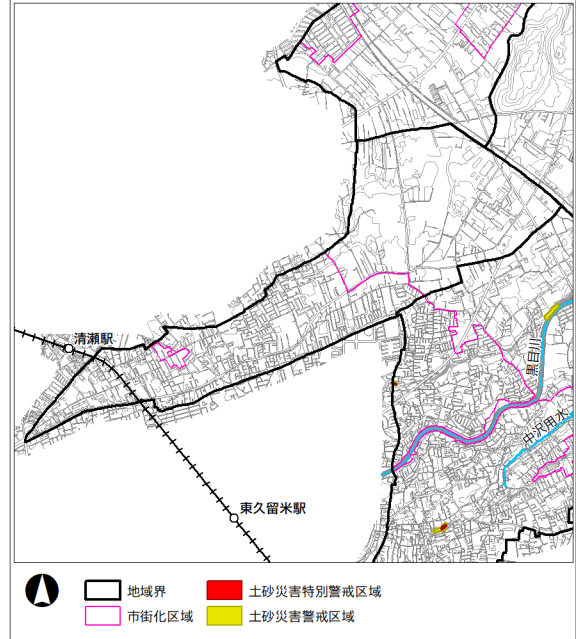 清瀬駅
黒目川
中沢用水
東久留米駅
地域界
土砂災害特別警戒区域
市街化区域
土砂災害警戒区域